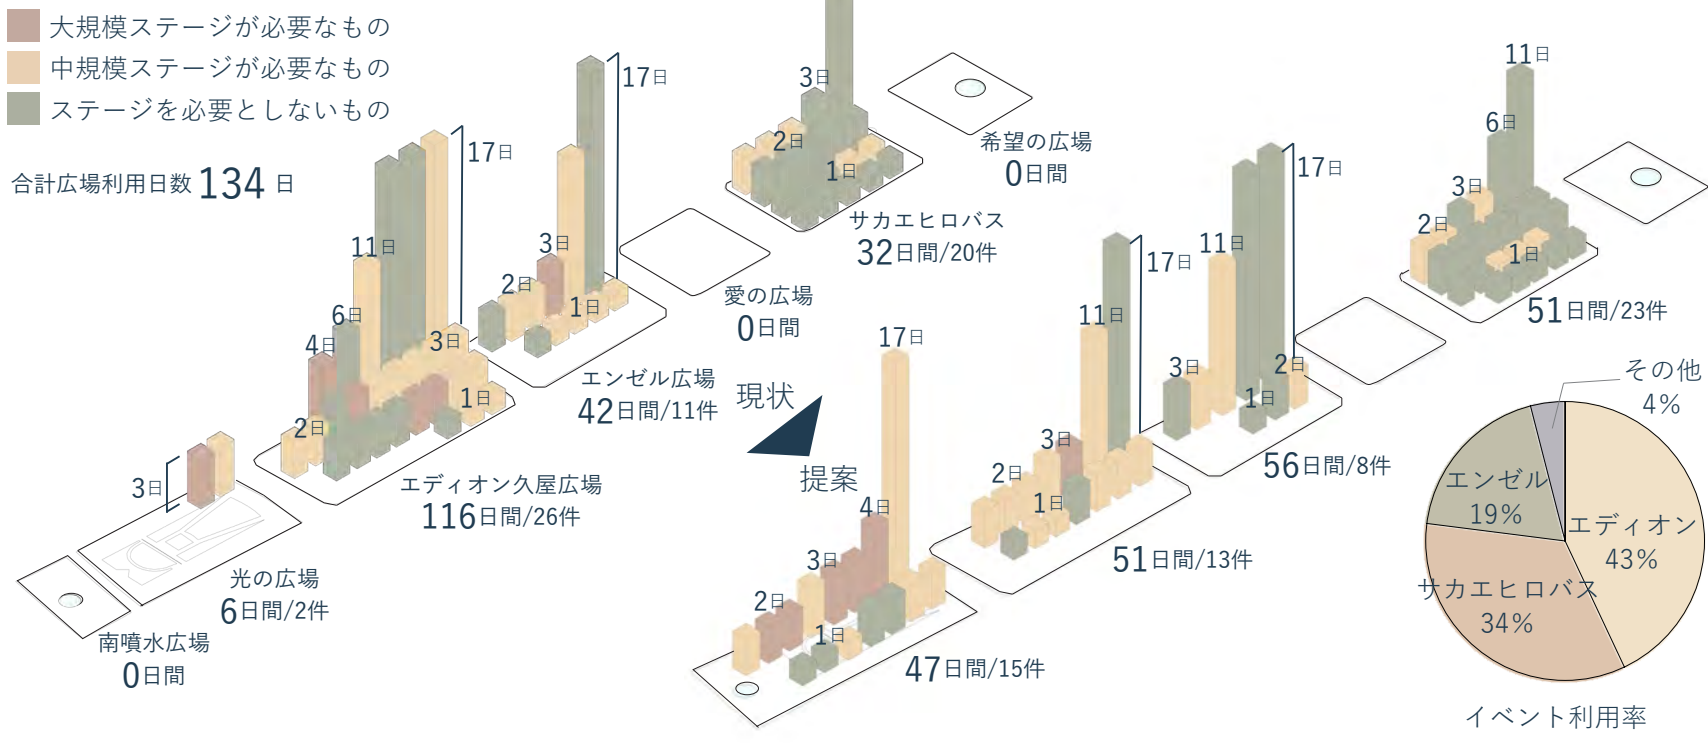 大規模ステージが必要なもの
中規模ステージが必要なもの
ステージを必要としないもの
合計広場利用日数 134 日
3日
南噴水広場
0日間
光の広場
6日間/2件
2日
4日
6日
11日
17日
3日
1日
エディオン久屋広場
116日間/26件
2日
3日
17日
1日
エンゼル広場
42日間/11件
愛の広場
0日間
3日
2日
1日
サカエヒロバス
32日間/20件
希望の広場
0日間
現状
提案
2日
3日
4日
17日
1日
47日間/15件
2日
3日
11日
17日
1日
51日間/13件
3日
11日
17日
2日
1日
56日間/8件
2日
3日
6日
11日
1日
51日間/23件
その他
4%
エンゼル
19%
エディオン
43%
サカエヒロバス
34%
イベント利用率